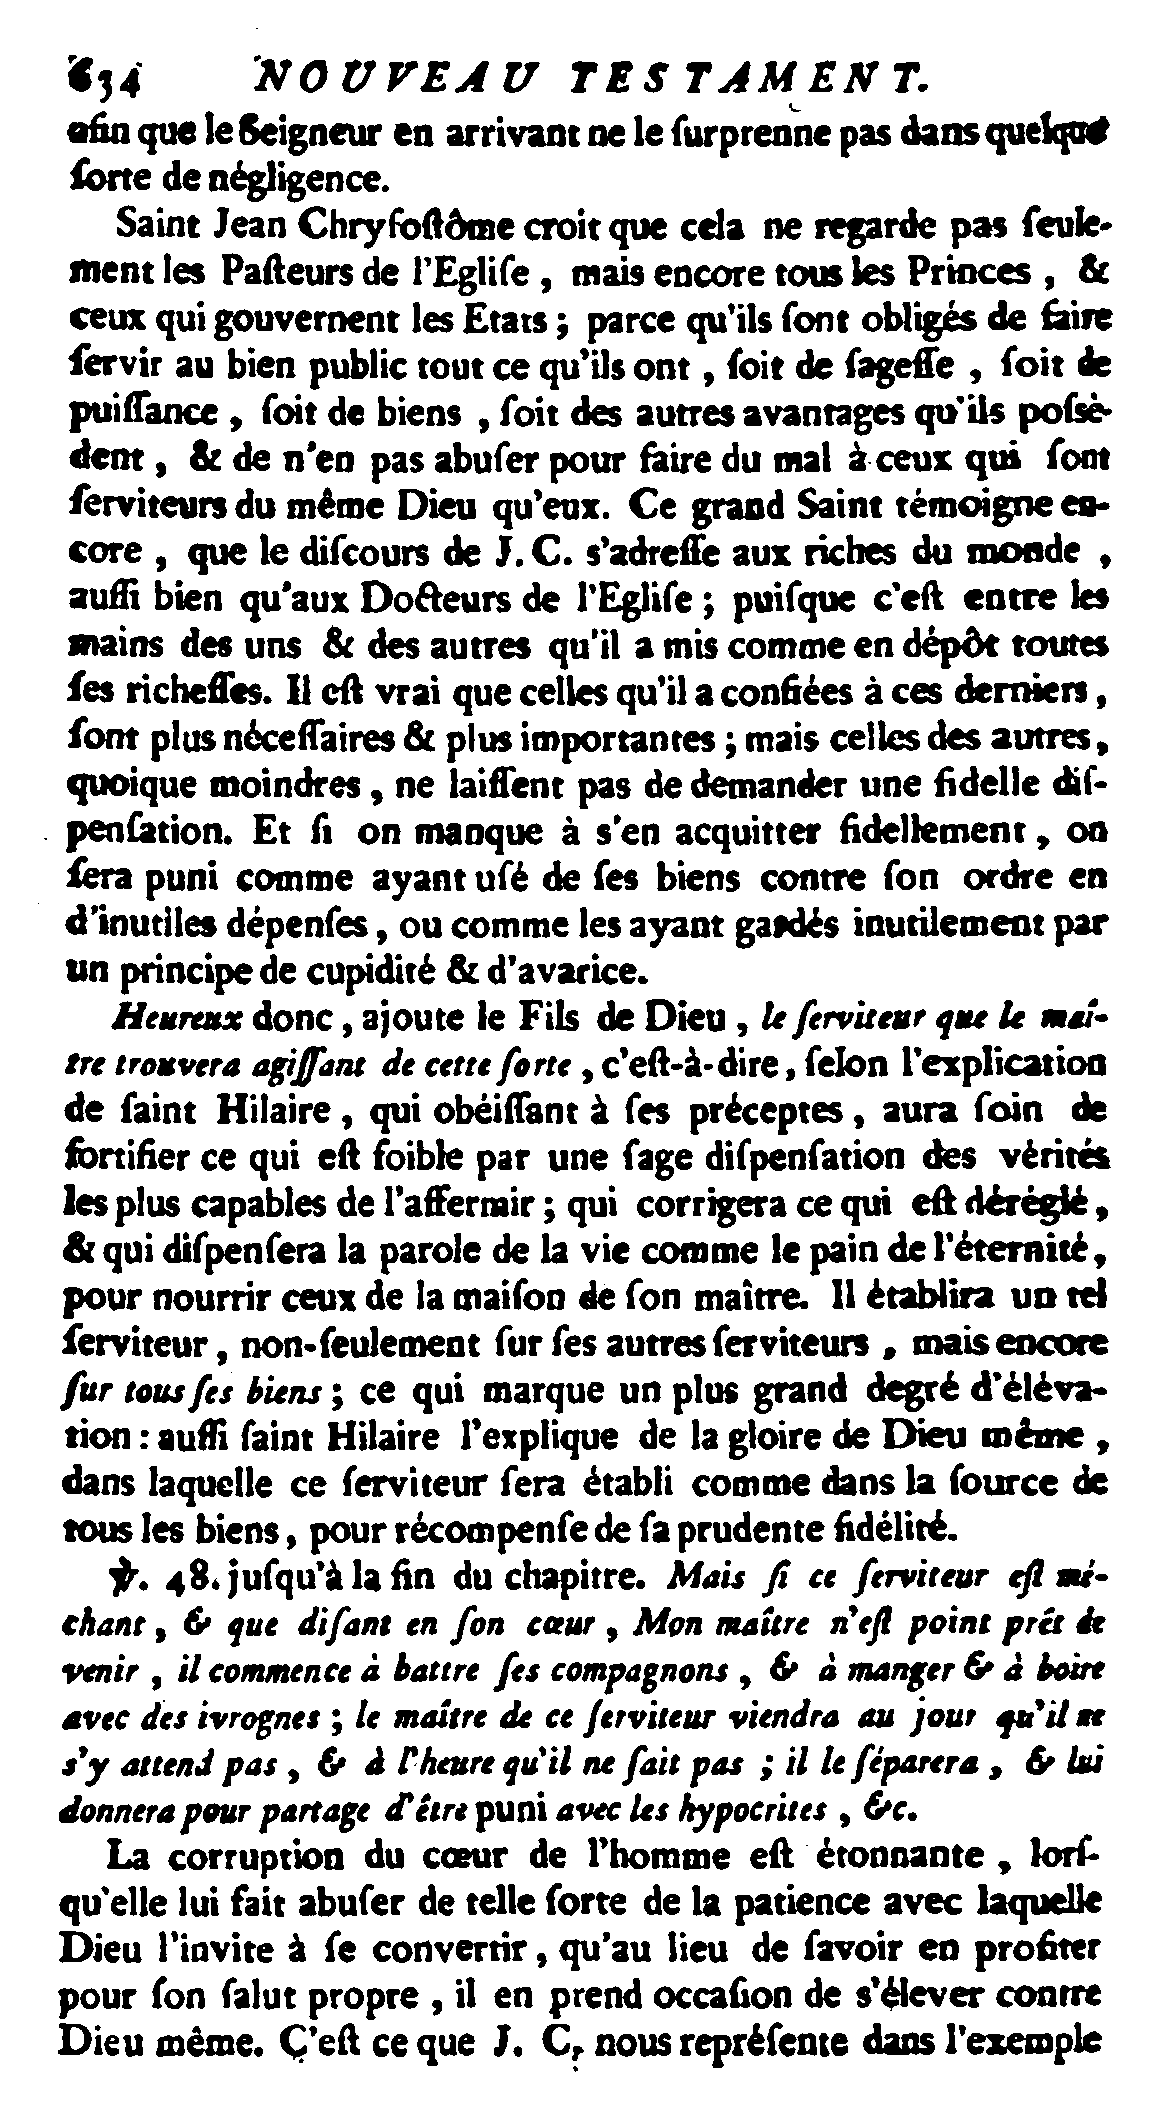 634 NOUVEAU TESTAMENT.
afin que le Seigneur en arrivant ne le ſurprenne pas dans quelque
ſorte de négligence.
Saint Jean Chryſoſtôme croit que cela ne regarde pas ſeule-
ment les Paſteurs de l'Egliſe, mais encore tous les Princes, &
ceux qui gouvernent les Etats; parce qu'ils ſont obligés de faire
ſervir au bien public tout ce qu'ils ont, ſoit de ſageſſe, ſoit de
puiſſance, ſoit de biens, ſoit des autres avantages qu'ils poſsè-
dent, & de n'en pas abuſer pour faire du mal à ceux qui ſont
ſerviteurs du même Dieu qu'eux. Ce grand Saint témoigne en-
core, que le diſcours de J. C. s'adreſſe aux riches du monde,
auſſi bien qu'aux Docteurs de l'Egliſe; puiſque c'eſt entre les
mains des uns & des autres qu'il a mis comme en dépôt toutes
ſes richeſſes. Il eſt vrai que celles qu'il a confiées à ces derniers,
ſont plus néceſſaires & plus importantes; mais celles des autres,
quoique moindres, ne laiſſent pas de demander une fidelle diſ-
penſation. Et ſi on manque à s'en acquitter fidellement, on
ſera puni comme ayant uſé de ſes biens contre ſon ordre en
d'inutiles dépenſes, ou comme les ayant gardés inutilement par
un principe de cupidité & d'avarice.
Heureux donc, ajoute le Fils de Dieu, le ſerviteur que le maî-
tre trouvera agiſſant de cette ſorte, c'eſt-à-dire, ſelon l'explication
de ſaint Hilaire, qui obéiſſant à ſes préceptes, aura ſoin de
fortifier ce qui eſt foible par une ſage diſpenſation des vérités
les plus capables de l'affermir; qui corrigera ce qui eſt déréglé,
& qui diſpenſera la parole de la vie comme le pain de l'éternité,
pour nourrir ceux de la maiſon de ſon maître. Il établira un tel
ſerviteur, non-ſeulement ſur ſes autres ſerviteurs, mais encore
ſur tous ſes biens; ce qui marque un plus grand degré d'éléva-
tion: auſſi ſaint Hilaire l'explique de la gloire de Dieu même,
dans laquelle ce ſerviteur ſera établi comme dans la ſource de
tous les biens, pour récompenſe de ſa prudente fidélité.
℣. 48. juſqu'à la fin du chapitre. Mais ſi ce ſerviteur eſt mé-
chant, & que diſant en ſon cœur, Mon maître n'eſt point prêt de
venir, il commence à battre ſes compagnons, & à manger & à boire
avec des ivrognes; le maître de ce ſerviteur viendra au jour qu'il ne
s'y attend pas, & à l'heure qu'il ne ſait pas; il le ſéparera, & lui
donnera pour partage d'être puni avec les hypocrites, &c.
La corruption du cœur de l'homme eſt étonnante, lorſ-
qu'elle lui fait abuſer de telle ſorte de la patience avec laquelle
Dieu l'invite à ſe convertir, qu'au lieu de ſavoir en profiter
pour ſon ſalut propre, il en prend occaſion de s'élever contre
Dieu même. C'eſt ce que J. C. nous repréſente dans l'exemple